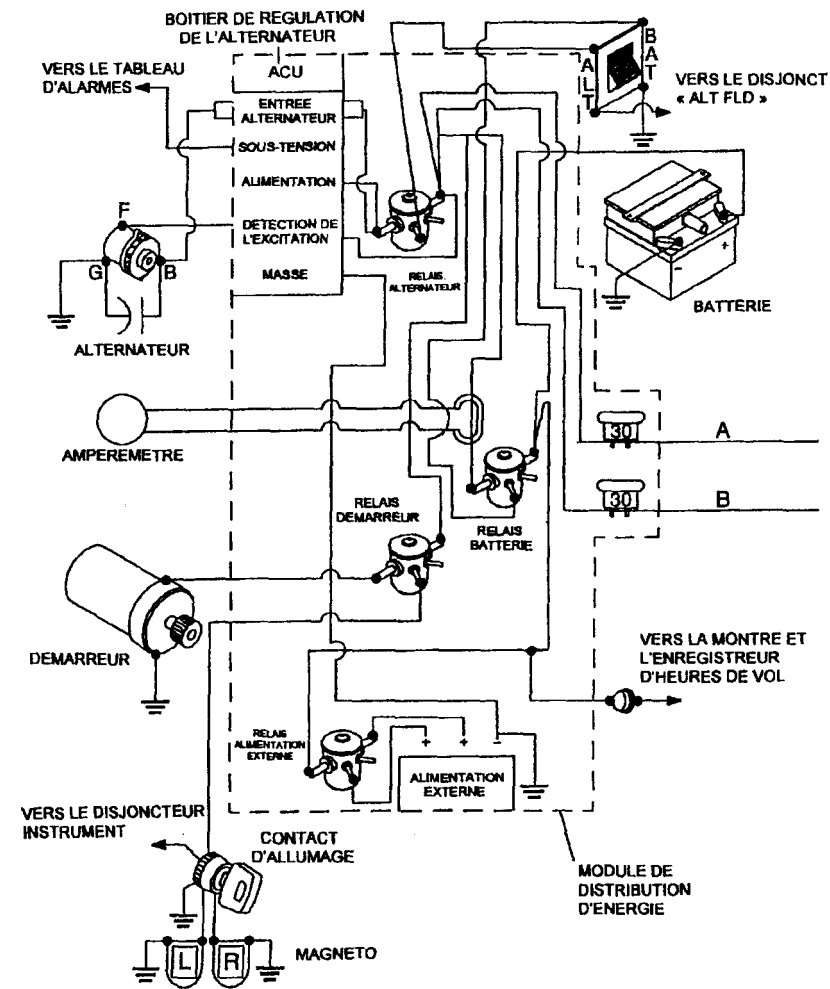 BOITIER DE REGULATION
DE L'ALTERNATEUR
VERS LE TABLEAU
D'ALARMES
ACU
ENTREE
ALTERNATEUR
SOUS-TENSION
ALIMENTATION
DETECTION DE
L'EXCITATION
MASSE
RELAIS
ALTERNATEUR
ALT
BAT
VERS LE DISJONCT
« ALT FLD »
- +
BATTERIE
F
G
B
ALTERNATEUR
AMPEREMETRE
30
A
30
B
RELAIS
BATTERIE
RELAIS
DEMARREUR
DEMARREUR
VERS LA MONTRE ET
L'ENREGISTREUR
D'HEURES DE VOL
RELAIS
ALIMENTATION
EXTERNE
+ + -
ALIMENTATION
EXTERNE
VERS LE DISJONCTEUR
INSTRUMENT
CONTACT
D'ALLUMAGE
MODULE DE
DISTRIBUTION
D'ENERGIE
L
R
MAGNETO